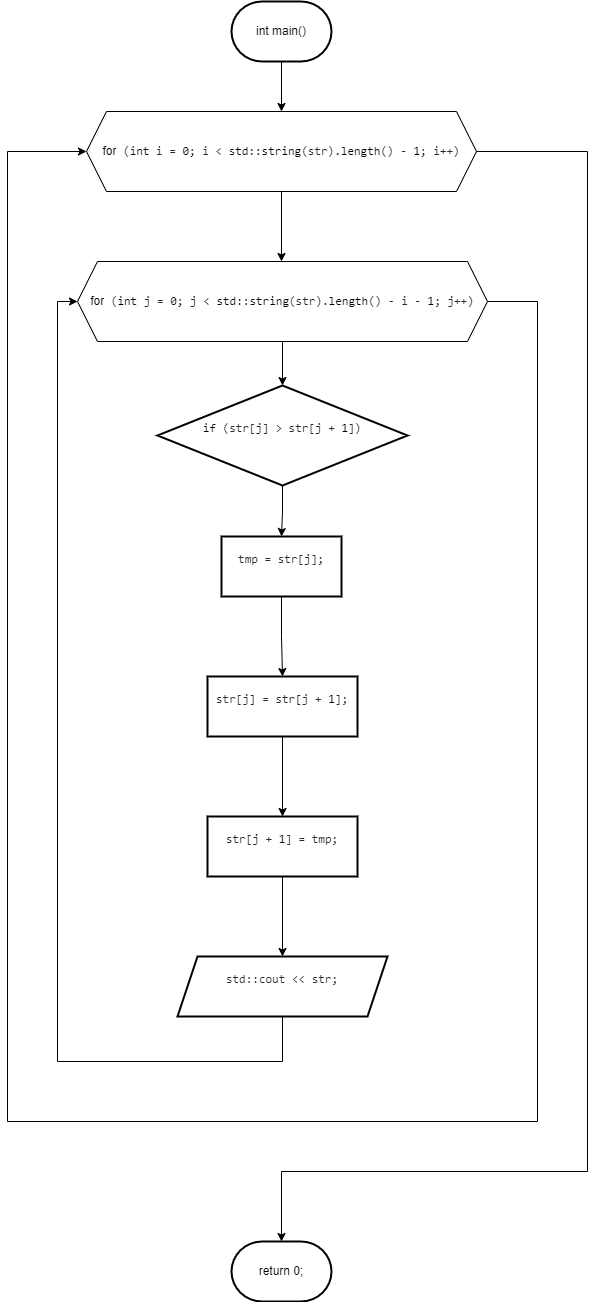 int main()
for (int i = 0; i < std::string(str).length() - 1; i++)
for (int j = 0; j < std::string(str).length() - i - 1; j++)
if (str[j] > str[j + 1])
tmp = str[j];
str[j] = str[j + 1];
str[j + 1] = tmp;
std::cout << str;
return 0;